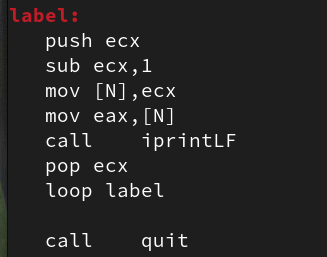 label:
push ecx
sub ecx,1
mov [N],ecx
mov eax,[N]
call    iprintLF
pop ecx
loop label
call    quit